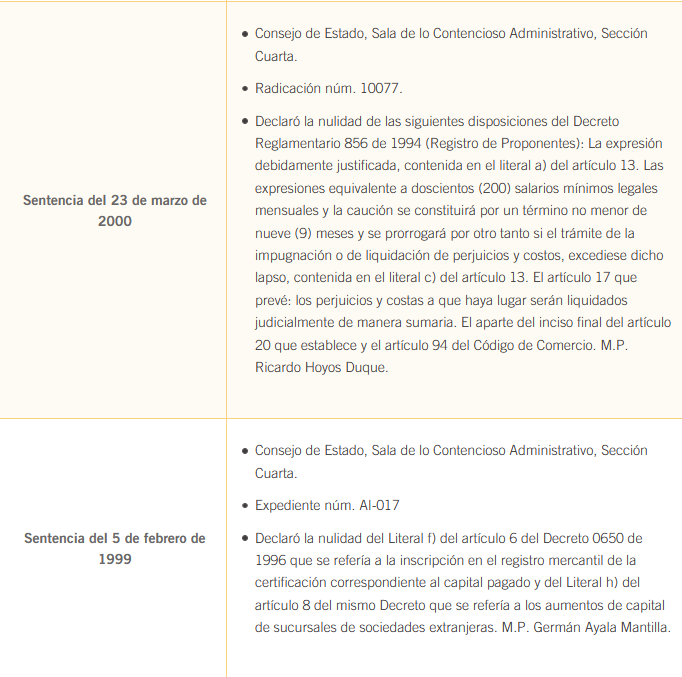 Sentencia del 23 de marzo de
2000
● Consejo de Estado, Sala de lo Contencioso Administrativo, Sección
Cuarta.
● Radicación núm. 10077.
● Declaró la nulidad de las siguientes disposiciones del Decreto
Reglamentario 856 de 1994 (Registro de Proponentes): La expresión
debidamente justificada, contenida en el literal a) del artículo 13. Las
expresiones equivalente a doscientos (200) salarios mínimos legales
mensuales y la caución se constituirá por un término no menor de
nueve (9) meses y se prorrogará por otro tanto si el trámite de la
impugnación o de liquidación de perjuicios y costos, excediese dicho
lapso, contenida en el literal c) del artículo 13. El artículo 17 que
prevé: los perjuicios y costas a que haya lugar serán liquidados
judicialmente de manera sumaria. El aparte del inciso final del artículo
20 que establece y el artículo 94 del Código de Comercio. M.P.
Ricardo Hoyos Duque.
Sentencia del 5 de febrero de
1999
● Consejo de Estado, Sala de lo Contencioso Administrativo, Sección
Cuarta.
● Expediente núm. AI-017
● Declaró la nulidad del Literal f) del artículo 6 del Decreto 0650 de
1996 que se refería a la inscripción en el registro mercantil de la
certificación correspondiente al capital pagado y del Literal h) del
artículo 8 del mismo Decreto que se refería a los aumentos de capital
de sucursales de sociedades extranjeras. M.P. Germán Ayala Mantilla.